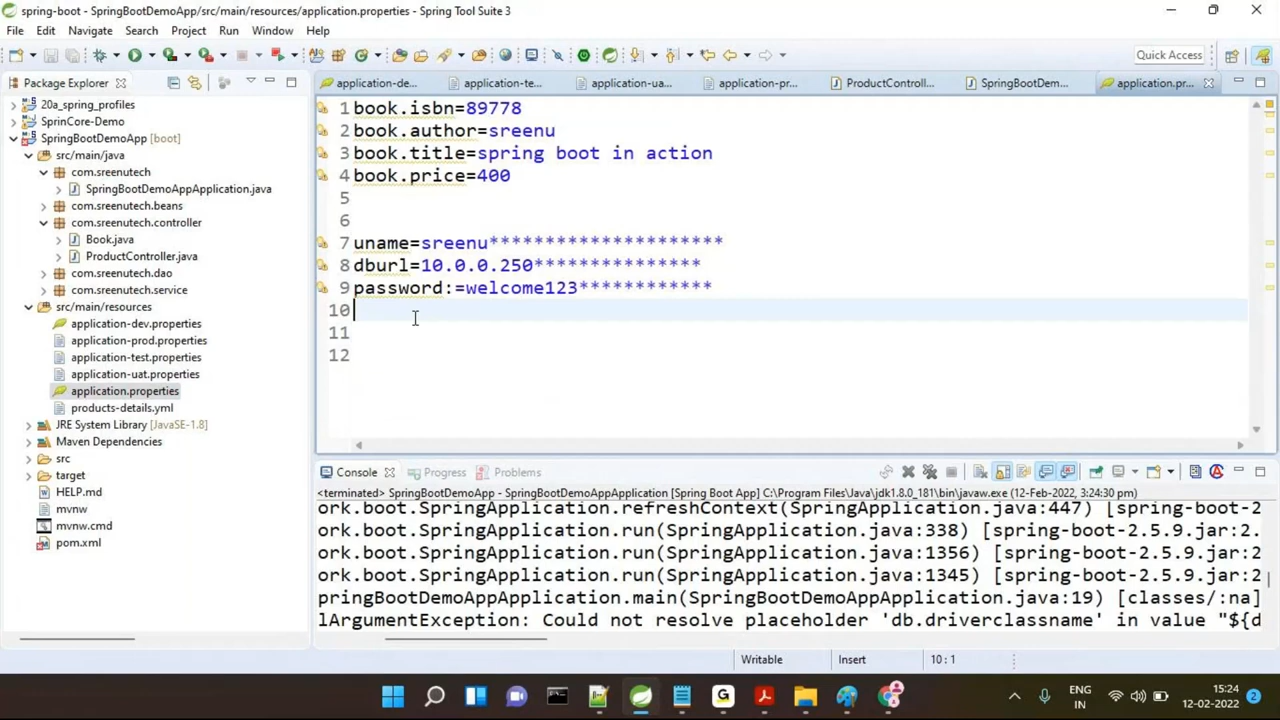 spring-boot - SpringBootDemoApp/src/main/resources/application.properties - Spring Tool Suite 3
File Edit Navigate Search Project Run Window Help
Quick Access
Package Explorer
20a_spring_profiles
SprinCore-Demo
SpringBootDemoApp [boot]
src/main/java
com.sreenutech
SpringBootDemoAppApplication.java
com.sreenutech.beans
com.sreenutech.controller
Book.java
ProductController.java
com.sreenutech.dao
com.sreenutech.service
src/main/resources
application-dev.properties
application-prod.properties
application-test.properties
application-uat.properties
application.properties
products-details.yml
JRE System Library [JavaSE-1.8]
Maven Dependencies
src
target
HELP.md
mvnw
mvnw.cmd
pom.xml
application-de... application-te... application-ua... application-pr... ProductControll... SpringBootDem... application.pr...
1 book.isbn=89778
2 book.author=sreenu
3 book.title=spring boot in action
4 book.price=400
5
6
7 uname=sreenu*********************
8 dburl=10.0.0.250***************
9 password:=welcome123************
10
11
12
Console Progress Problems
<terminated> SpringBootDemoApp - SpringBootDemoAppApplication [Spring Boot App] C:\Program Files\Java\jdk1.8.0_181\bin\javaw.exe (12-Feb-2022, 3:24:30 pm)
ork.boot.SpringApplication.refreshContext(SpringApplication.java:447) [spring-boot-2
ork.boot.SpringApplication.run(SpringApplication.java:338) [spring-boot-2.5.9.jar:2.
ork.boot.SpringApplication.run(SpringApplication.java:1356) [spring-boot-2.5.9.jar:2
ork.boot.SpringApplication.run(SpringApplication.java:1345) [spring-boot-2.5.9.jar:2
pringBootDemoAppApplication.main(SpringBootDemoAppApplication.java:19) [classes/:na]
lArgumentException: Could not resolve placeholder 'db.driverclassname' in value "${d
Writable Insert 10 : 1
ENG
IN
15:24
12-02-2022
2